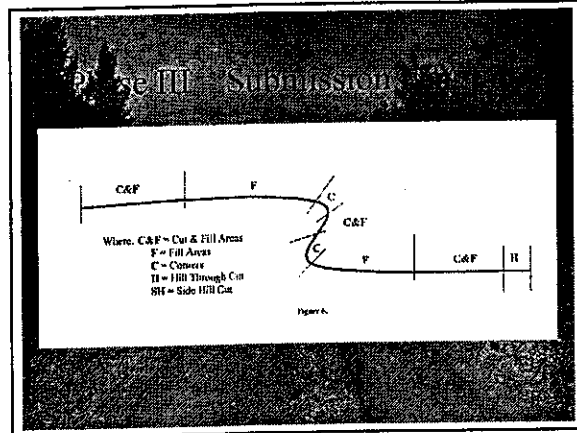 Phase III Submission
C&F
F
C
C&F
C
F
C&F
H
Where, C&F = Cut & Fill Areas
F = Fill Areas
C = Corners
H = Hill Through Cut
SH = Side Hill Cut
Figure 6.